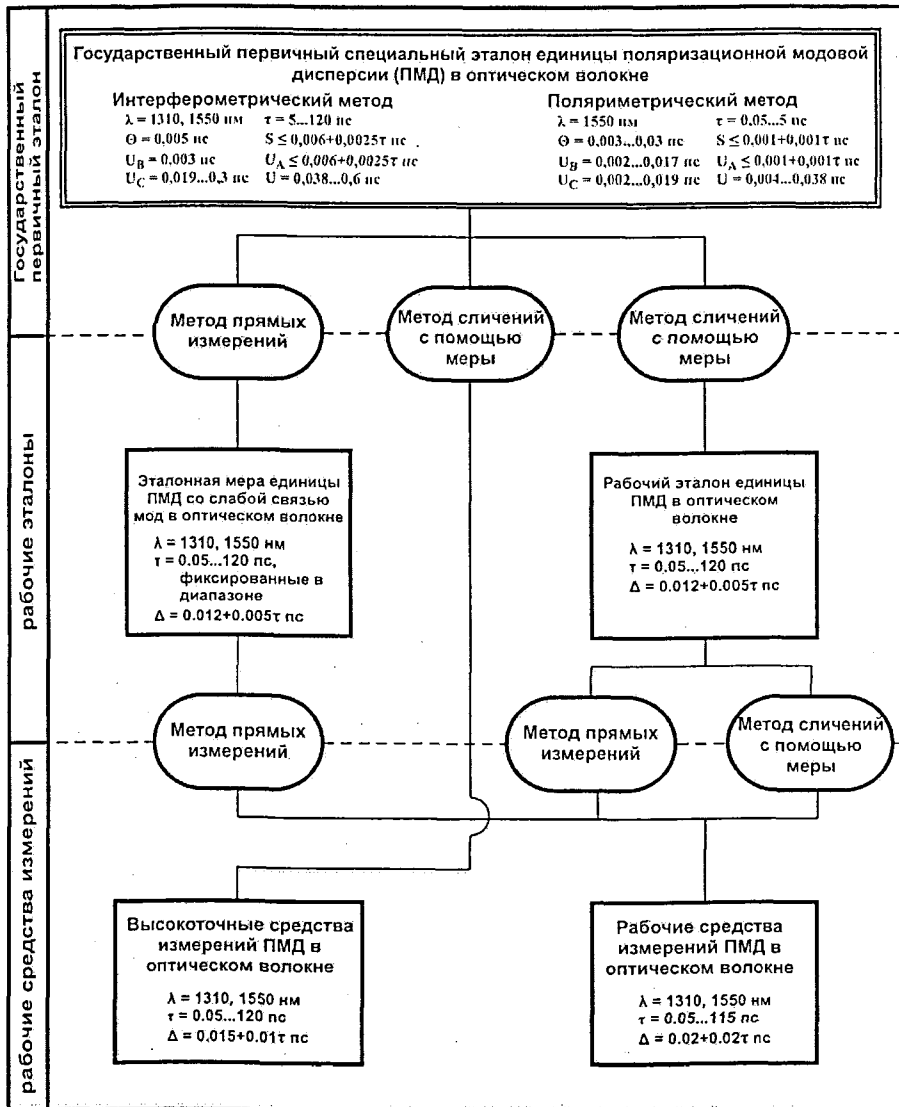 Государственный первичный эталон
Государственный первичный специальный эталон единицы поляризационной модовой
дисперсии (ПМД) в оптическом волокне
Интерферометрический метод
λ = 1310, 1550 нм τ = 5...120 пс
Θ = 0,005 пс S ≤ 0,006+0,0025τ пс
U_B = 0,003 пс U_A ≤ 0,006+0,0025τ пс
U_C = 0,019...0,3 пс U = 0,038...0,6 пс
Поляриметрический метод
λ = 1550 нм τ = 0.05...5 пс
Θ = 0,003...0,03 пс S ≤ 0,001+0,001τ пс
U_B = 0,002...0,017 пс U_A ≤ 0,001+0,001τ пс
U_C = 0,002...0,019 пс U = 0,004...0,038 пс
Метод прямых
измерений
Метод сличений
с помощью
меры
Метод сличений
с помощью
меры
рабочие эталоны
Эталонная мера единицы
ПМД со слабой связью
мод в оптическом волокне
λ = 1310, 1550 нм
τ = 0.05...120 пс,
фиксированные в
диапазоне
Δ = 0.012+0.005τ пс
Рабочий эталон единицы
ПМД в оптическом
волокне
λ = 1310, 1550 нм
τ = 0.05...120 пс
Δ = 0.012+0.005τ пс
Метод прямых
измерений
Метод прямых
измерений
Метод сличений
с помощью
меры
рабочие средства измерений
Высокоточные средства
измерений ПМД в
оптическом волокне
λ = 1310, 1550 нм
τ = 0.05...120 пс
Δ = 0.015+0.01τ пс
Рабочие средства
измерений ПМД в
оптическом волокне
λ = 1310, 1550 нм
τ = 0.05...115 пс
Δ = 0.02+0.02τ пс